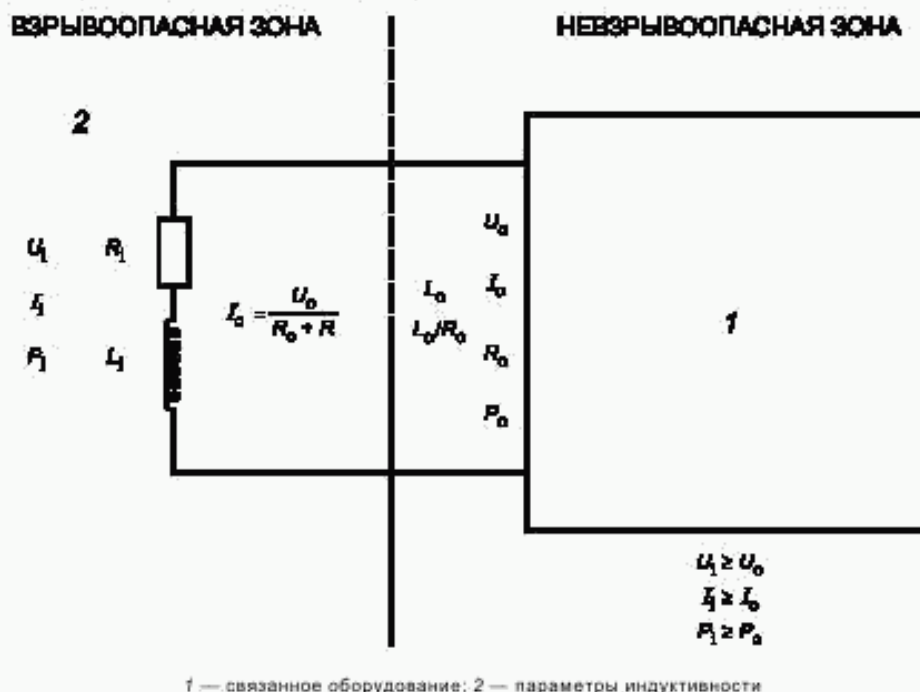 ВЗРЫВООПАСНАЯ ЗОНА
НЕВЗРЫВООПАСНАЯ ЗОНА
2
Uᵢ Rᵢ
Iᵢ
Pᵢ Lᵢ
Iₒ = Uₒ / (Rₒ + R)
Lₒ
Lₒ/Rₒ
Uₒ
Iₒ
Rₒ
Pₒ
1
Uᵢ ≥ Uₒ
Iᵢ ≥ Iₒ
Pᵢ ≥ Pₒ
1 — связанное оборудование; 2 — параметры индуктивности